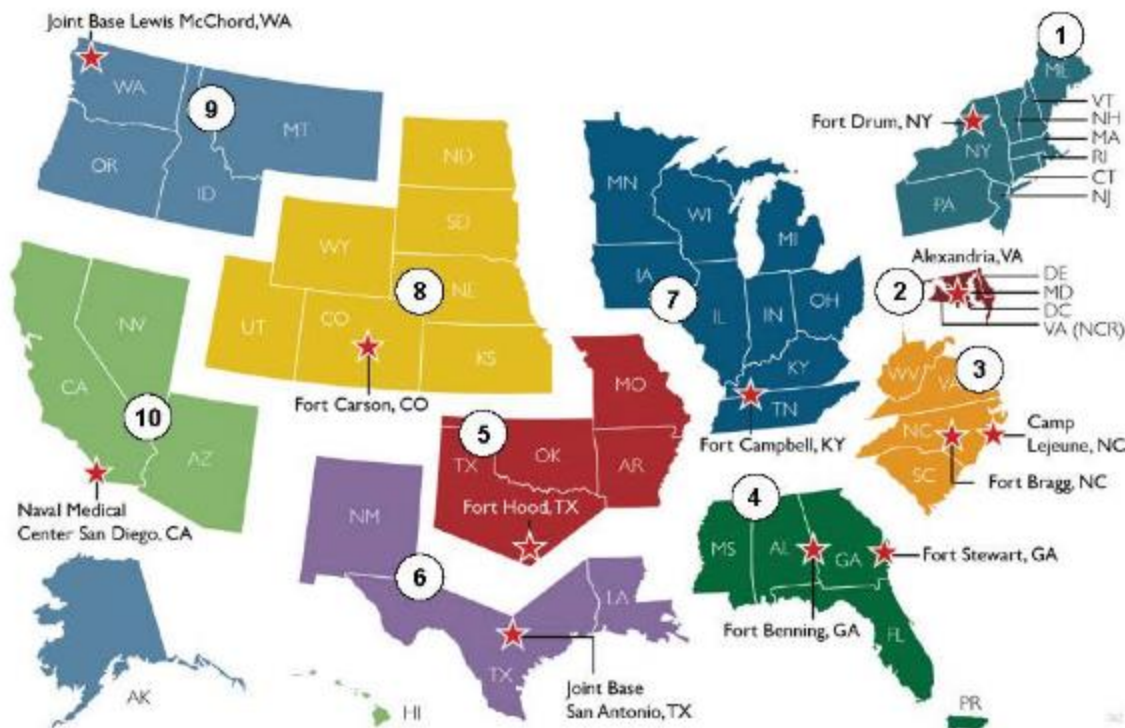 Joint Base Lewis McChord, WA
WA
9
MT
OR
ID
ND
SD
WY
NE
8
UT
CO
KS
Fort Carson, CO
NV
CA
10
AZ
Naval Medical
Center San Diego, CA
AK
HI
MN
WI
MI
IA
7
IL
IN
OH
KY
TN
Fort Campbell, KY
1
ME
VT
NH
MA
RI
CT
NJ
Fort Drum, NY
NY
PA
Alexandria, VA
2
DE
MD
DC
VA (NCR)
3
WV
VA
NC
SC
Camp
Lejeune, NC
Fort Bragg, NC
MO
5
TX
OK
AR
Fort Hood, TX
NM
6
LA
TX
Joint Base
San Antonio, TX
4
MS
AL
GA
Fort Stewart, GA
Fort Benning, GA
FL
PR